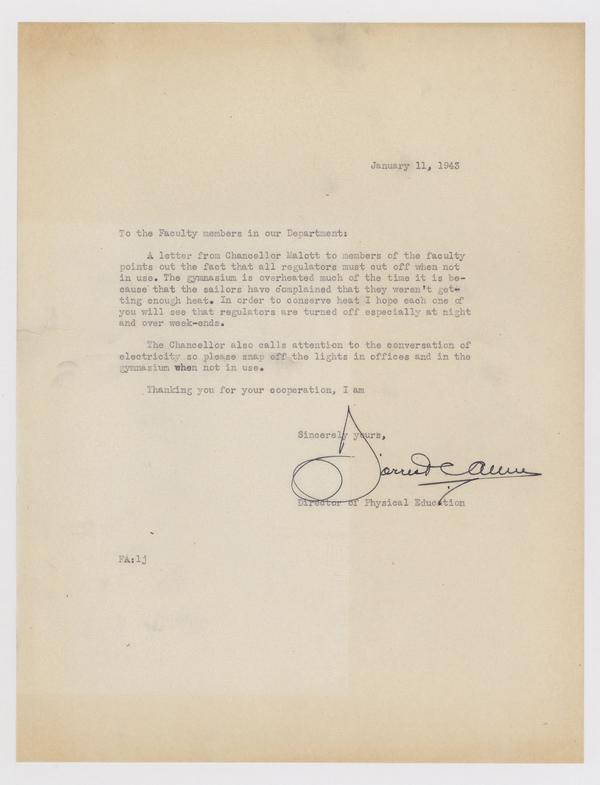 January 11, 1943
To the Faculty members in our Department:
A letter from Chancellor Malott to members of the faculty
points out the fact that all regulators must cut off when not
in use. The gymnasium is overheated much of the time it is be-
cause that the sailors have complained that they weren't get-
ting enough heat. In order to conserve heat I hope each one of
you will see that regulators are turned off especially at night
and over week-ends.
The Chancellor also calls attention to the conversation of
electricity so please snap off the lights in offices and in the
gymnasium when not in use.
Thanking you for your cooperation, I am
Sincerely yours,
Forrest C Allen
Director of Physical Education
FA:lj